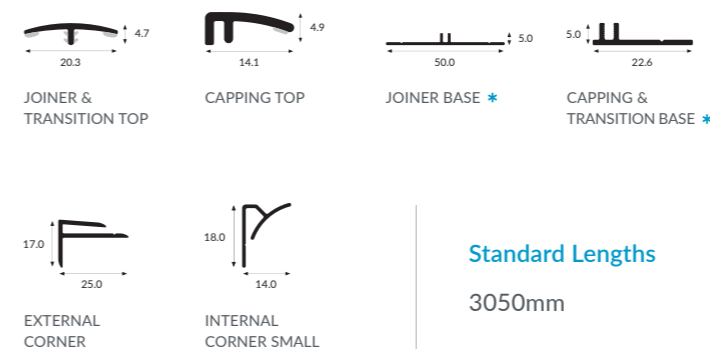 4.7
20.3
JOINER &
TRANSITION TOP
4.9
14.1
CAPPING TOP
5.0
50.0
JOINER BASE *
5.0
22.6
CAPPING &
TRANSITION BASE *
17.0
25.0
EXTERNAL
CORNER
18.0
14.0
INTERNAL
CORNER SMALL
Standard Lengths
3050mm